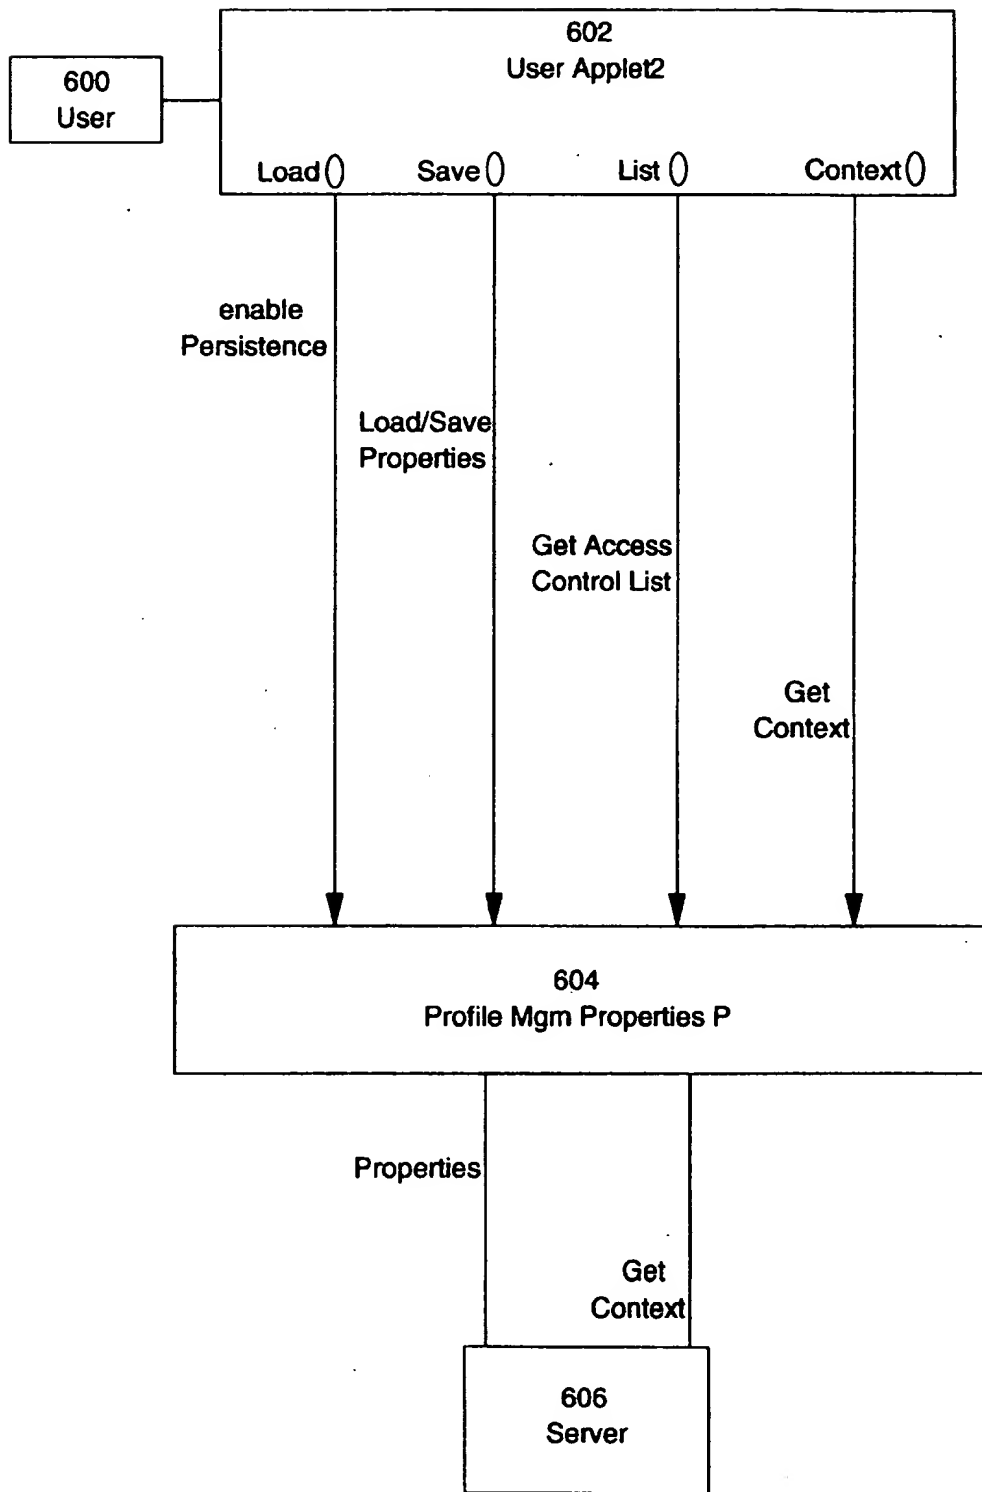 602
User Applet2
600
User
Load()
Save()
List()
Context()
enable
Persistence
Load/Save
Properties
Get Access
Control List
Get
Context
604
Profile Mgm Properties P
Properties
Get
Context
606
Server